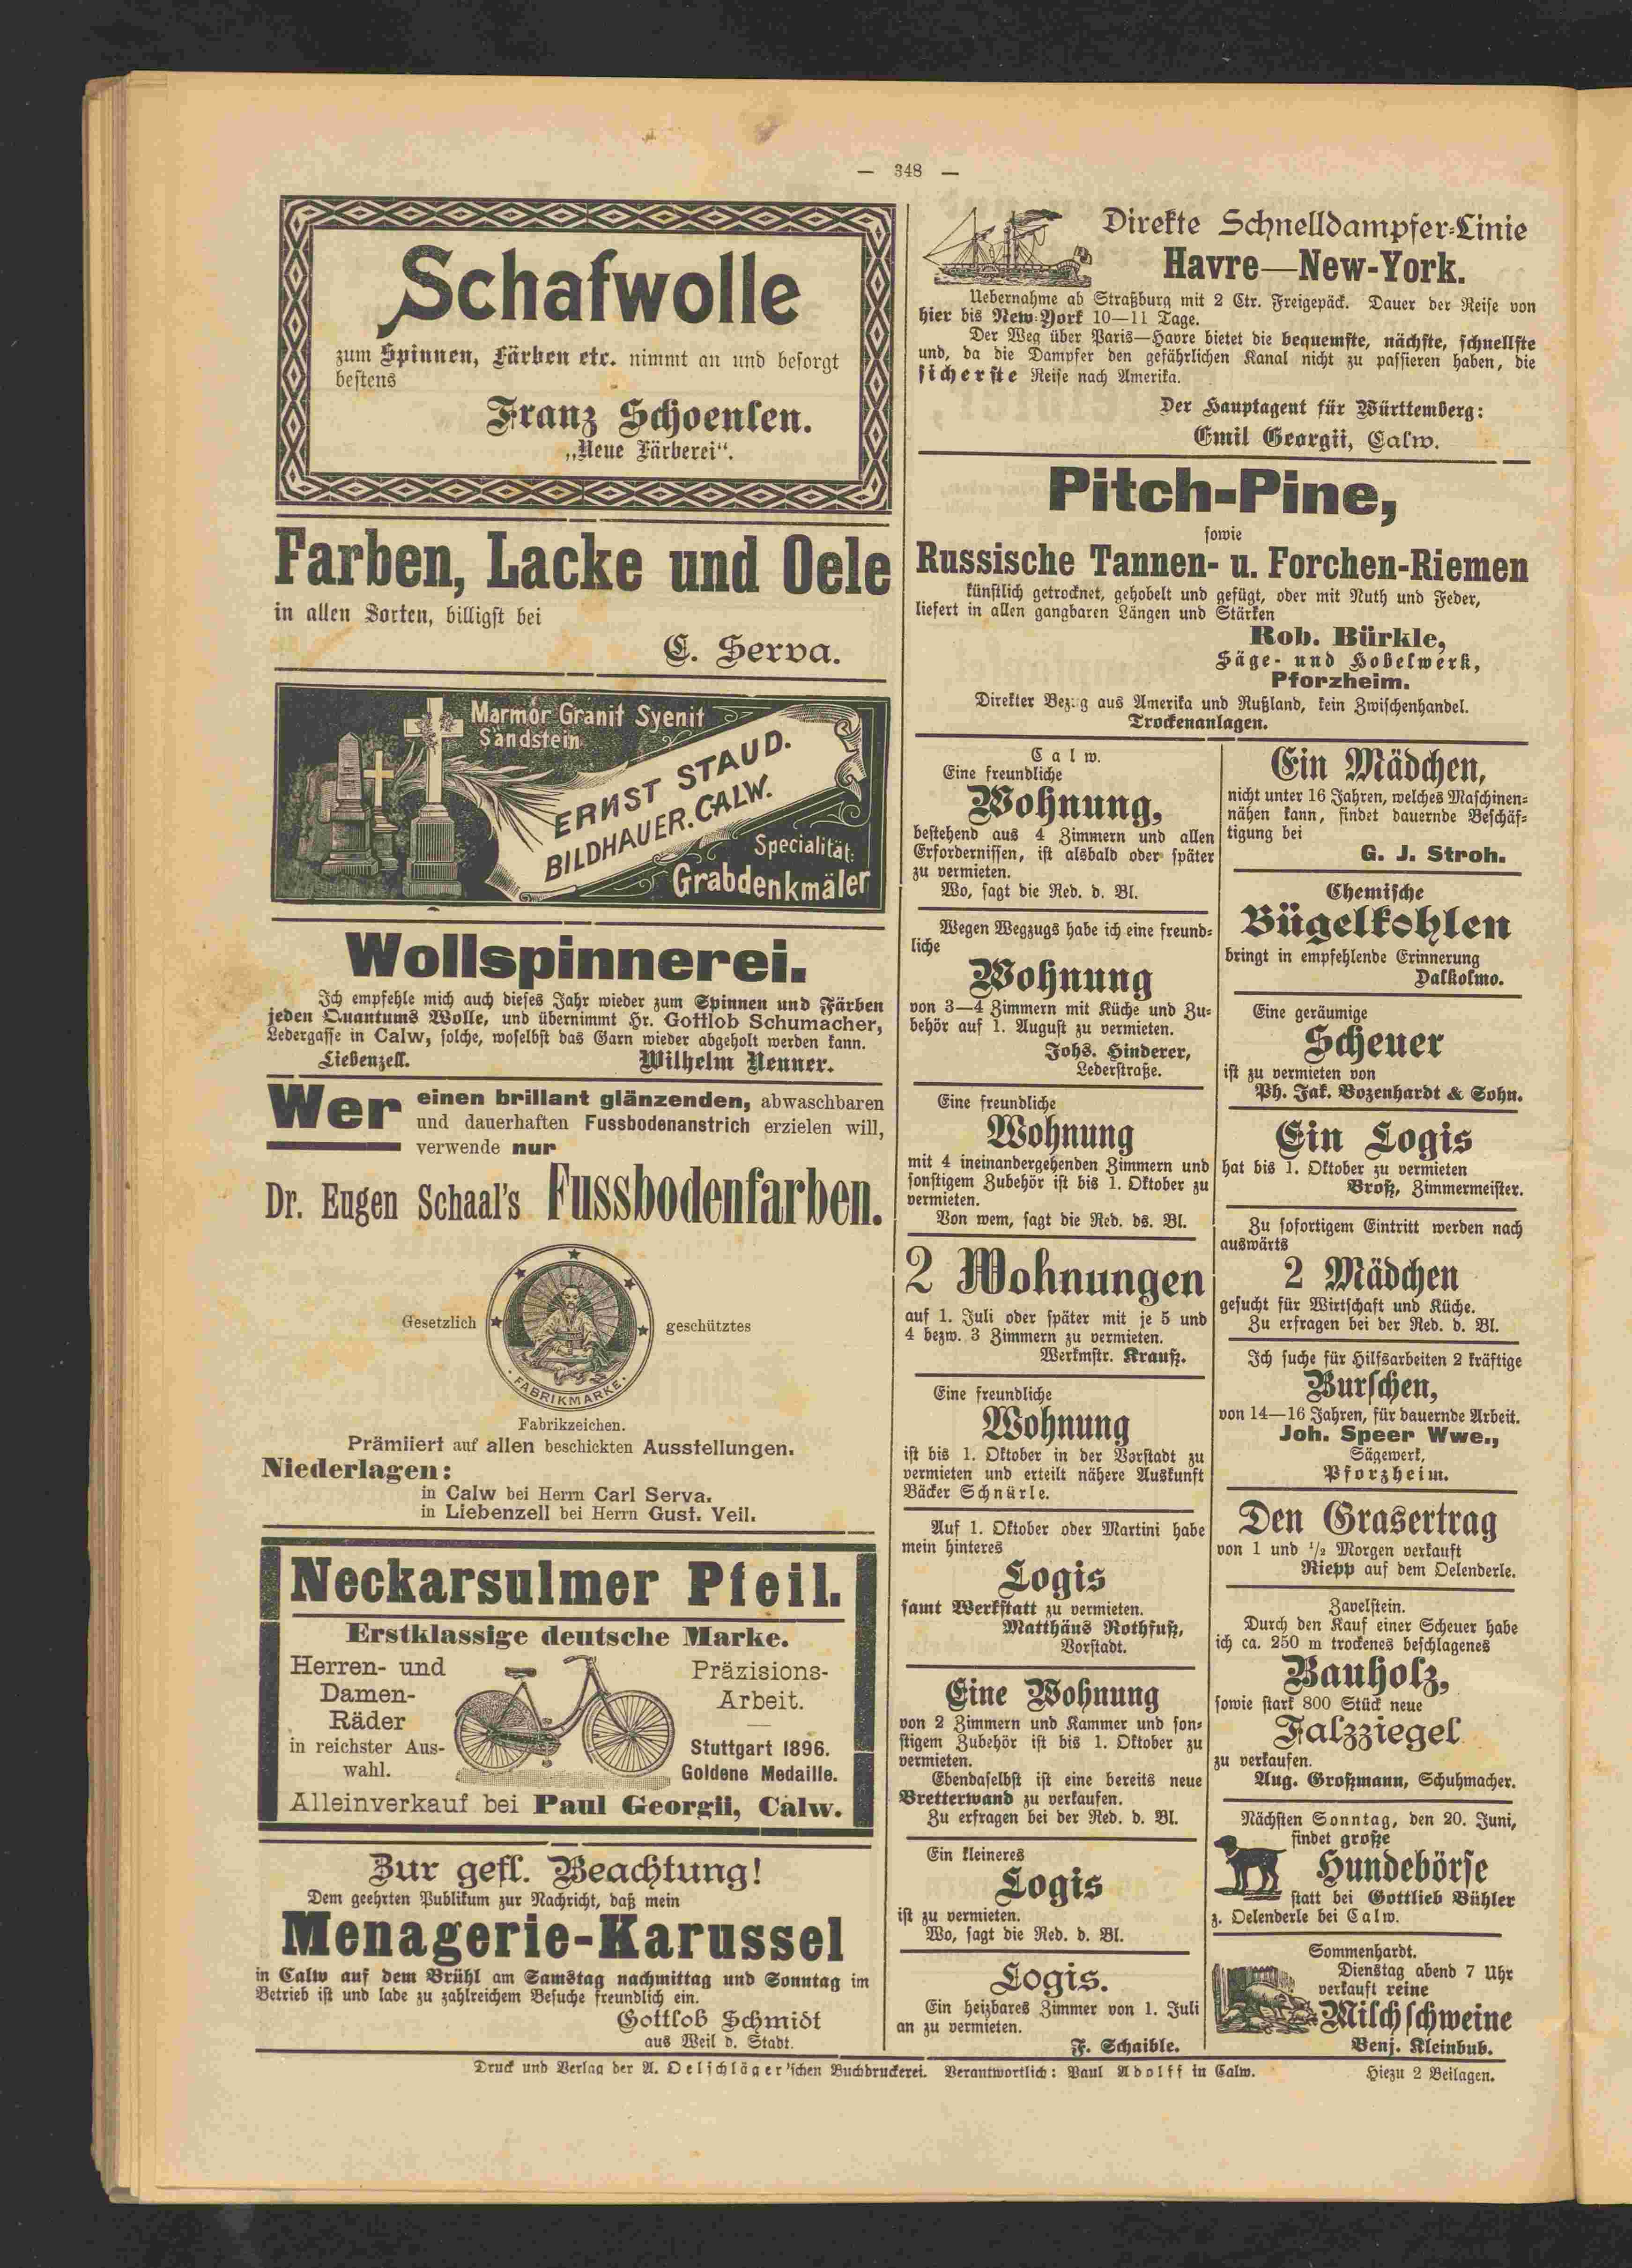 — 348 —
Schafwolle
zum Spinnen, Färben etc. nimmt an und besorgt
bestens
Franz Schoenlen.
„Neue Färberei“.
Farben, Lacke und Oele
in allen Sorten, billigst bei
C. Serva.
Marmor Granit Syenit
Sandstein
ERNST STAUD.
BILDHAUER. CALW.
Specialität:
Grabdenkmäler
Wollspinnerei.
Ich empfehle mich auch dieses Jahr wieder zum Spinnen und Färben
jeden Quantums Wolle, und übernimmt Hr. Gottlob Schumacher,
Ledergasse in Calw, solche, woselbst das Garn wieder abgeholt werden kann.
Liebenzell. Wilhelm Nenner.
Wer einen brillant glänzenden, abwaschbaren
und dauerhaften Fussbodenanstrich erzielen will,
verwende nur
Dr. Eugen Schaal's Fussbodenfarben.
Gesetzlich geschütztes
FABRIKMARKE
Fabrikzeichen.
Prämiiert auf allen beschickten Ausstellungen.
Niederlagen:
in Calw bei Herrn Carl Serva.
in Liebenzell bei Herrn Gust. Veil.
Neckarsulmer Pfeil.
Erstklassige deutsche Marke.
Herren- und
Damen-
Räder
in reichster Aus-
wahl.
Präzisions-
Arbeit.
Stuttgart 1896.
Goldene Medaille.
Alleinverkauf bei Paul Georgii, Calw.
Zur gefl. Beachtung!
Dem geehrten Publikum zur Nachricht, daß mein
Menagerie-Karussel
in Calw auf dem Brühl am Samstag nachmittag und Sonntag im
Betrieb ist und lade zu zahlreichem Besuche freundlich ein.
Gottlob Schmidt
aus Weil d. Stadt.
Direkte Schnelldampfer-Linie
Havre—New-York.
Uebernahme ab Straßburg mit 2 Ctr. Freigepäck. Dauer der Reise von
hier bis New-York 10—11 Tage.
Der Weg über Paris—Havre bietet die bequemste, nächste, schnellste
und, da die Dampfer den gefährlichen Kanal nicht zu passieren haben, die
sicherste Reise nach Amerika.
Der Hauptagent für Württemberg:
Emil Georgii, Calw.
Pitch-Pine,
sowie
Russische Tannen- u. Forchen-Riemen
künstlich getrocknet, gehobelt und gefügt, oder mit Nuth und Feder,
liefert in allen gangbaren Längen und Stärken
Rob. Bürkle,
Säge- und Hobelwerk,
Pforzheim.
Direkter Bezug aus Amerika und Rußland, kein Zwischenhandel.
Trockenanlagen.
Calw.
Eine freundliche
Wohnung,
bestehend aus 4 Zimmern und allen
Erfordernissen, ist alsbald oder später
zu vermieten.
Wo, sagt die Red. d. Bl.
Wegen Wegzugs habe ich eine freund-
liche
Wohnung
von 3—4 Zimmern mit Küche und Zu-
behör auf 1. August zu vermieten.
Johs. Hinderer,
Lederstraße.
Eine freundliche
Wohnung
mit 4 ineinandergehenden Zimmern und
sonstigem Zubehör ist bis 1. Oktober zu
vermieten.
Von wem, sagt die Red. ds. Bl.
2 Wohnungen
auf 1. Juli oder später mit je 5 und
4 bezw. 3 Zimmern zu vermieten.
Werkmstr. Krauß.
Eine freundliche
Wohnung
ist bis 1. Oktober in der Vorstadt zu
vermieten und erteilt nähere Auskunft
Bäcker Schnürle.
Auf 1. Oktober oder Martini habe
mein hinteres
Logis
samt Werkstatt zu vermieten.
Matthäus Rothfuß,
Vorstadt.
Eine Wohnung
von 2 Zimmern und Kammer und son-
stigem Zubehör ist bis 1. Oktober zu
vermieten.
Ebendaselbst ist eine bereits neue
Bretterwand zu verkaufen.
Zu erfragen bei der Red. d. Bl.
Ein kleineres
Logis
ist zu vermieten.
Wo, sagt die Red. d. Bl.
Logis.
Ein heizbares Zimmer von 1. Juli
an zu vermieten.
F. Schaible.
Ein Mädchen,
nicht unter 16 Jahren, welches Maschinen-
nähen kann, findet dauernde Beschäf-
tigung bei
G. J. Stroh.
Chemische
Bügelkohlen
bringt in empfehlende Erinnerung
Dalkolmo.
Eine geräumige
Scheuer
ist zu vermieten von
Ph. Jak. Bozenhardt & Sohn.
Ein Logis
hat bis 1. Oktober zu vermieten
Broß, Zimmermeister.
Zu sofortigem Eintritt werden nach
auswärts
2 Mädchen
gesucht für Wirtschaft und Küche.
Zu erfragen bei der Red. d. Bl.
Ich suche für Hilfsarbeiten 2 kräftige
Burschen,
von 14—16 Jahren, für dauernde Arbeit.
Joh. Speer Wwe.,
Sägewerk,
Pforzheim.
Den Grasertrag
von 1 und 1/2 Morgen verkauft
Riepp auf dem Oelenderle.
Zavelstein.
Durch den Kauf einer Scheuer habe
ich ca. 250 m trockenes beschlagenes
Bauholz,
sowie stark 800 Stück neue
Falzziegel
zu verkaufen.
Aug. Großmann, Schuhmacher.
Nächsten Sonntag, den 20. Juni,
findet große
Hundebörse
statt bei Gottlieb Bühler
z. Oelenderle bei Calw.
Sommenhardt.
Dienstag abend 7 Uhr
verkauft reine
Milchschweine
Benj. Kleinbub.
Druck und Verlag der A. Oelschläger'schen Buchdruckerei. Verantwortlich: Paul Adolff in Calw.
Hiezu 2 Beilagen.